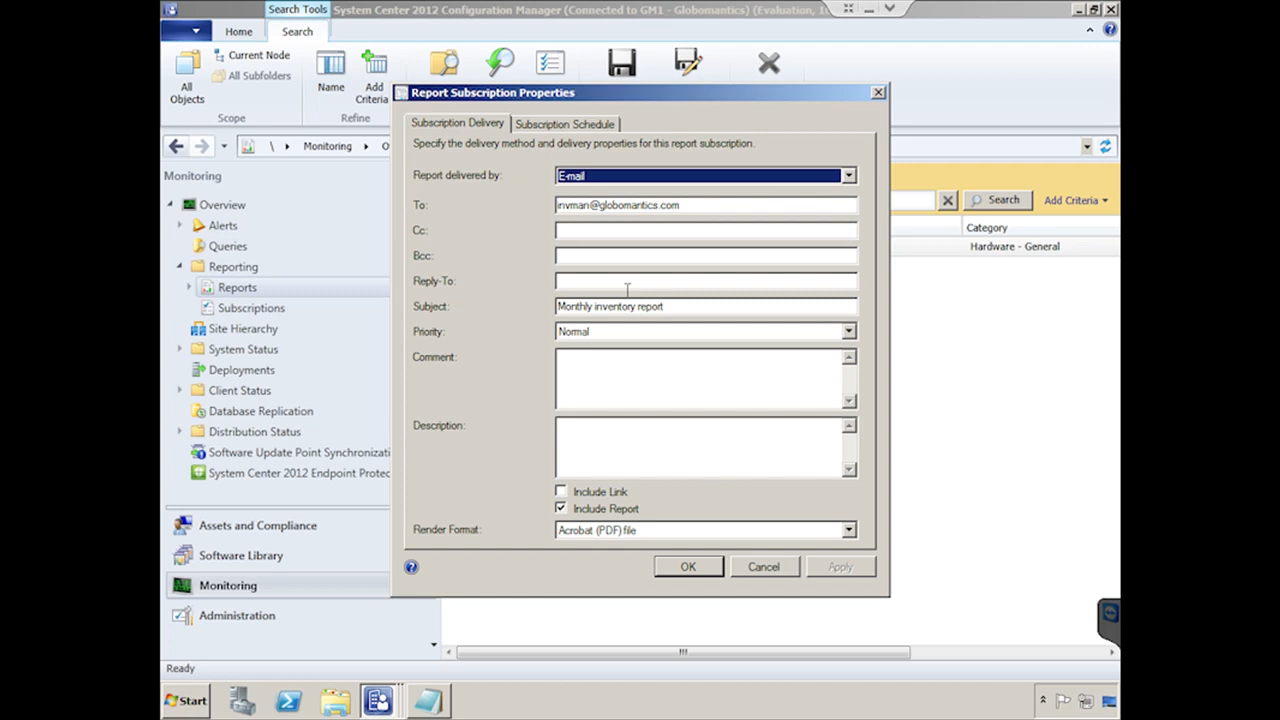 Search Tools
System Center 2012 Configuration Manager (Connected to GM1 - Globomantics) (Evaluation, 1
Home
Search
All Objects
Current Node
All Subfolders
Scope
Name
Add Criteria
Refine
\ Monitoring
Monitoring
Overview
Alerts
Queries
Reporting
Reports
Subscriptions
Site Hierarchy
System Status
Deployments
Client Status
Database Replication
Distribution Status
Software Update Point Synchronizati
System Center 2012 Endpoint Protec
Assets and Compliance
Software Library
Monitoring
Administration
Report Subscription Properties
Subscription Delivery
Subscription Schedule
Specify the delivery method and delivery properties for this report subscription.
Report delivered by:
E-mail
To:
invman@globomantics.com
Cc:
Bcc:
Reply-To:
Subject:
Monthly inventory report
Priority:
Normal
Comment:
Description:
Include Link
Include Report
Render Format:
Acrobat (PDF) file
OK
Cancel
Apply
Search
Add Criteria
Category
Hardware - General
Ready
Start